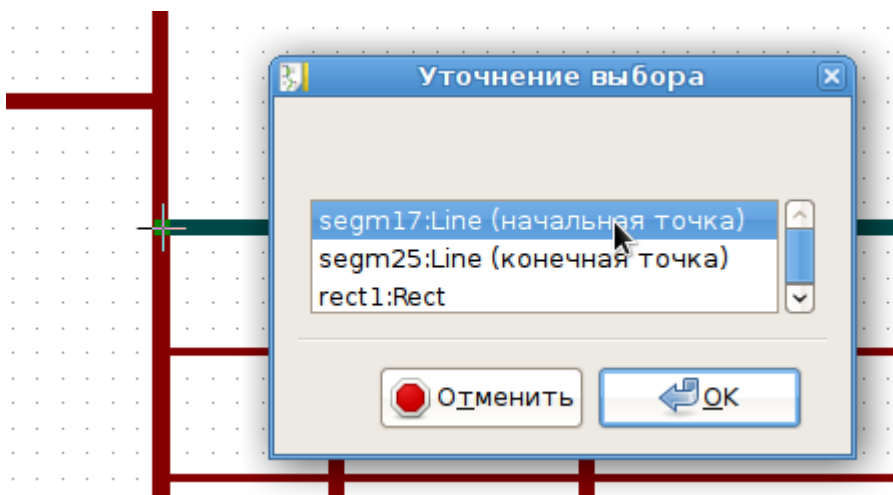 Уточнение выбора
segm17:Line (начальная точка)
segm25:Line (конечная точка)
rect1:Rect
Отменить
OK